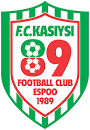 F.C.KASIYSI
89
FOOTBALL CLUB
ESPOO
1989